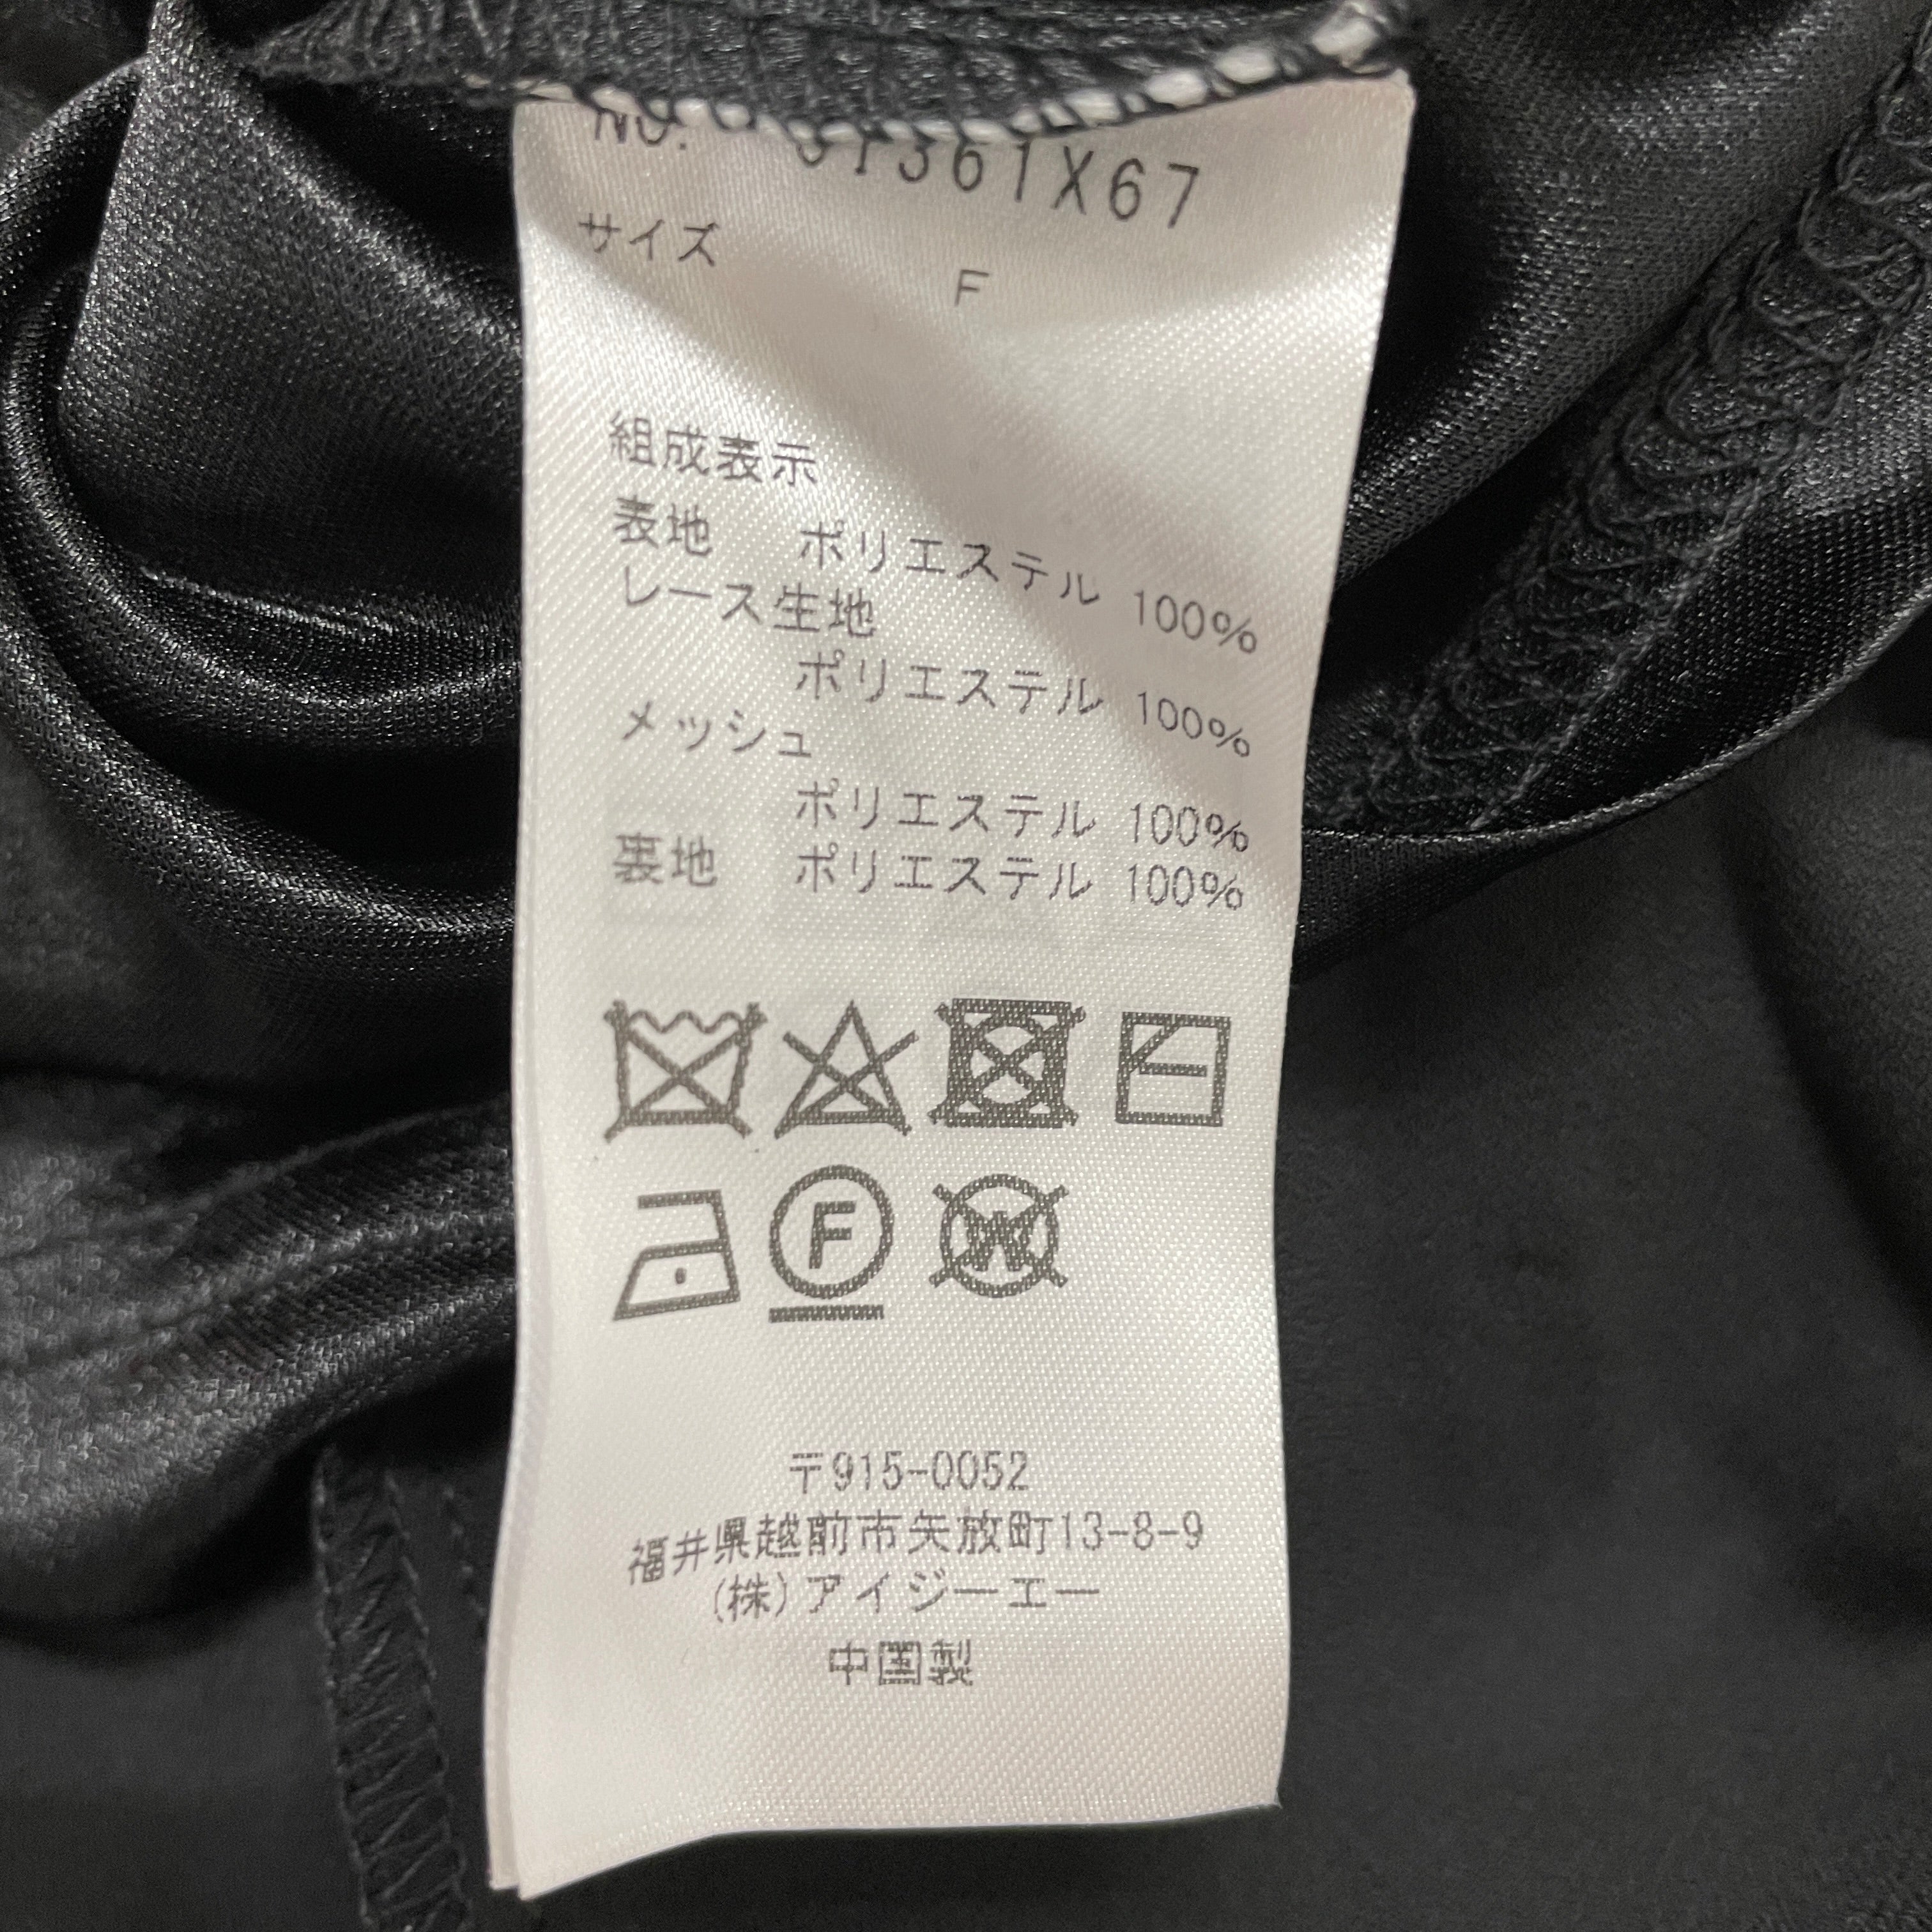 No. 31361X67
サイズ
F
組成表示
表地 ポリエステル 100%
レース生地
ポリエステル 100%
メッシュ
ポリエステル 100%
裏地 ポリエステル 100%
F
W
〒915-0052
福井県越前市矢放町13-8-9
(株)アイジーエー
中国製